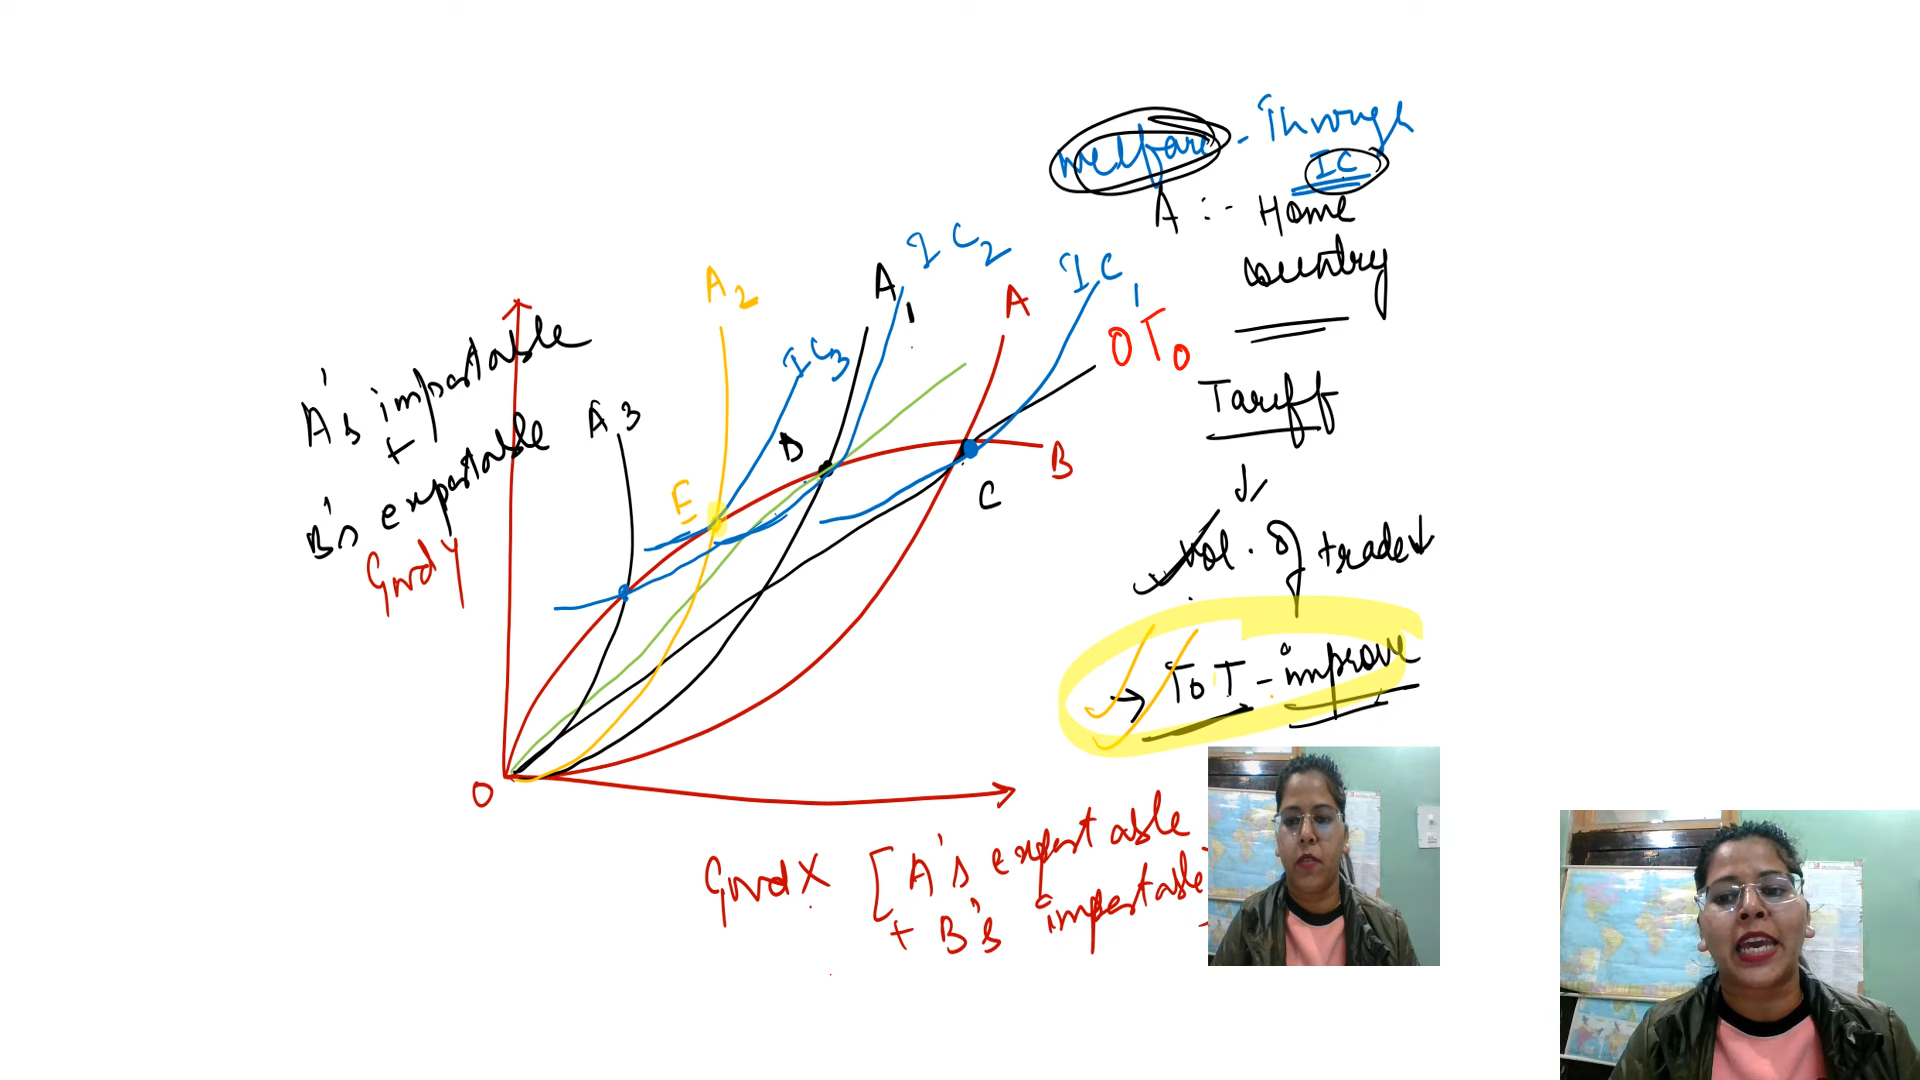 welfare - Through
IC
A :- Home
country
Tariff
Vol. of trade↓
→ ToT - improve
A's importable
+
B's exportable
Good Y
A3
A2
IC3
A1
IC2
A
IC1
OT0
B
C
D
E
O
Good X [A's exportable
+ B's importable